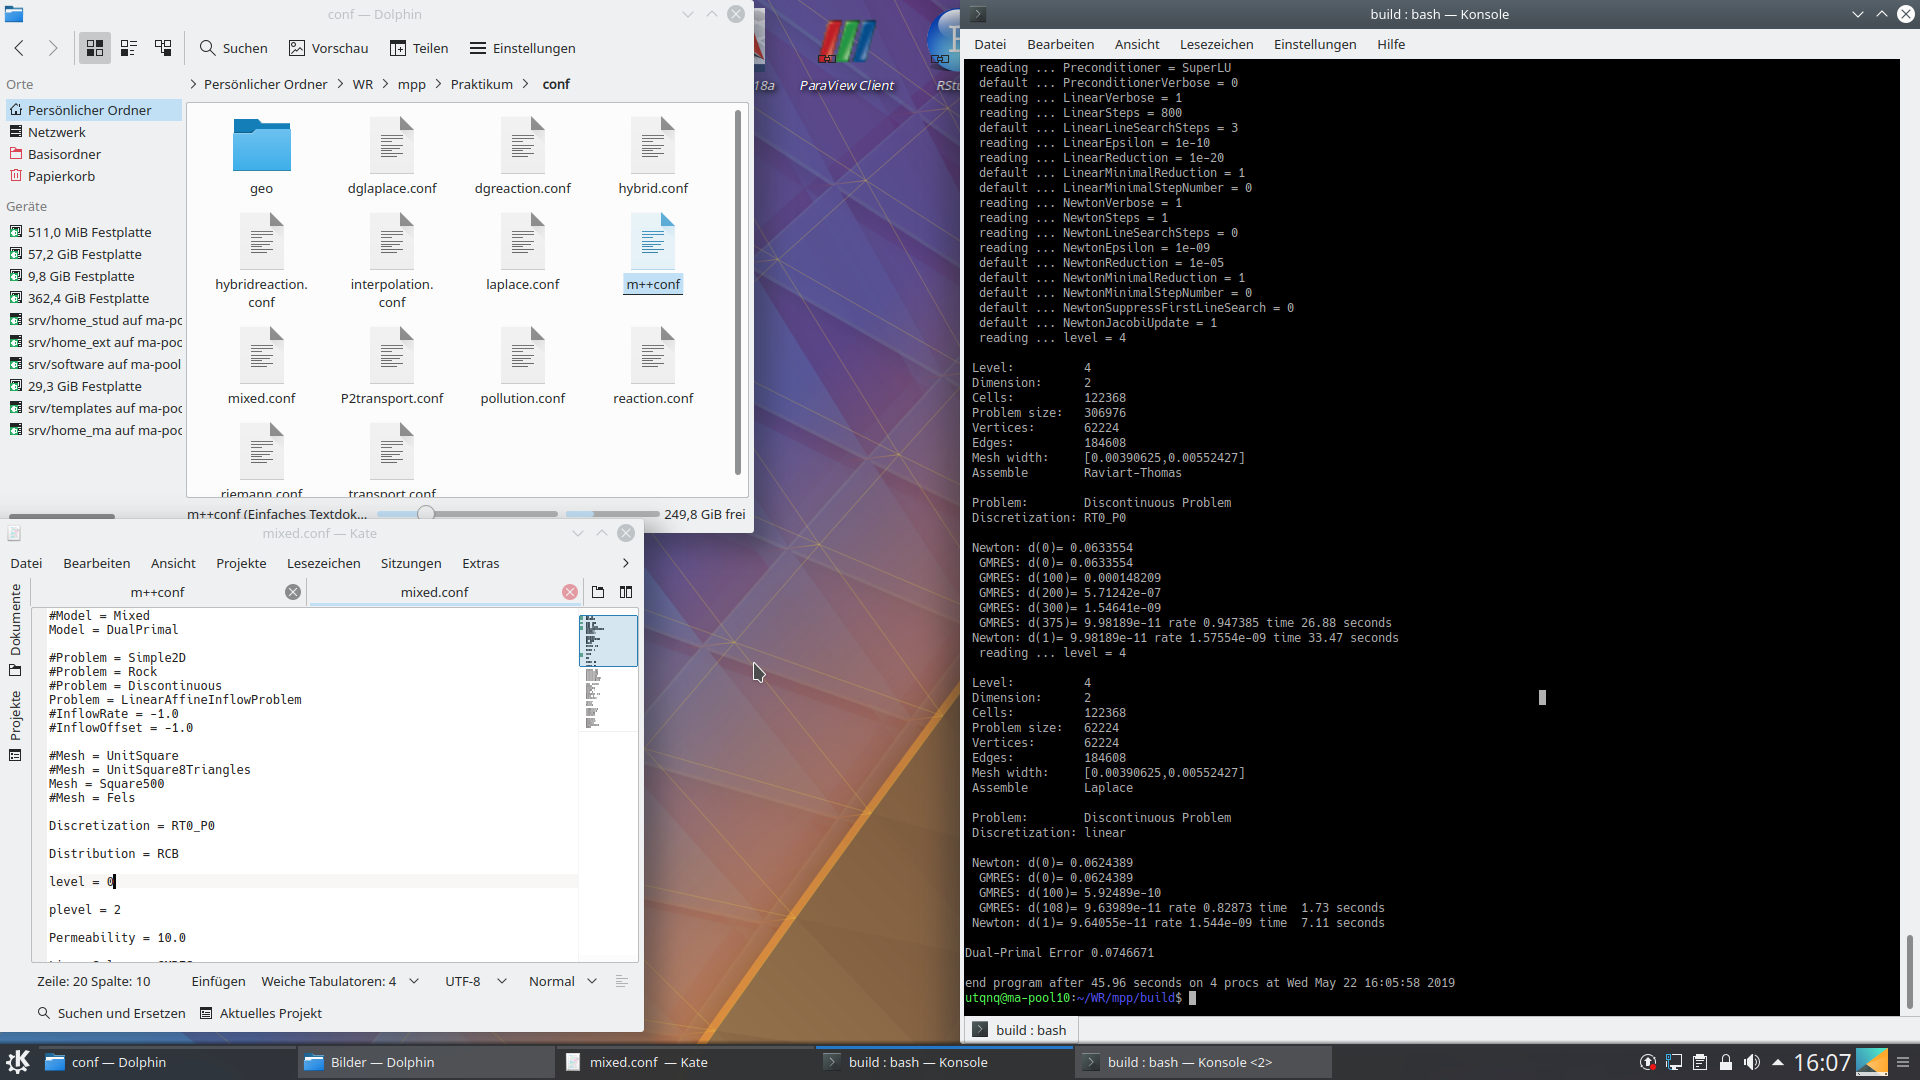 conf — Dolphin
Suchen
Vorschau
Teilen
Einstellungen
Persönlicher Ordner
WR
mpp
Praktikum
conf
Orte
Persönlicher Ordner
Netzwerk
Basisordner
Papierkorb
Geräte
511,0 MiB Festplatte
57,2 GiB Festplatte
9,8 GiB Festplatte
362,4 GiB Festplatte
srv/home_stud auf ma-po
srv/home_ext auf ma-poo
srv/software auf ma-pool
29,3 GiB Festplatte
srv/templates auf ma-poo
srv/home_ma auf ma-poo
geo
dglaplace.conf
dgreaction.conf
hybrid.conf
hybridreaction.
conf
interpolation.
conf
laplace.conf
m++conf
mixed.conf
P2transport.conf
pollution.conf
reaction.conf
riemann.conf
transport.conf
m++conf (Einfaches Textdok...
249,8 GiB frei
18a
ParaView Client
RStu
mixed.conf — Kate
Datei
Bearbeiten
Ansicht
Projekte
Lesezeichen
Sitzungen
Extras
Dokumente
Projekte
m++conf
mixed.conf
#Model = Mixed
Model = DualPrimal
#Problem = Simple2D
#Problem = Rock
#Problem = Discontinuous
Problem = LinearAffineInflowProblem
#InflowRate = -1.0
#InflowOffset = -1.0
#Mesh = UnitSquare
#Mesh = UnitSquare8Triangles
Mesh = Square500
#Mesh = Fels
Discretization = RT0_P0
Distribution = RCB
level = 0
plevel = 2
Permeability = 10.0
Zeile: 20 Spalte: 10
Einfügen
Weiche Tabulatoren: 4
UTF-8
Normal
Suchen und Ersetzen
Aktuelles Projekt
build : bash — Konsole
Datei
Bearbeiten
Ansicht
Lesezeichen
Einstellungen
Hilfe
reading ... Preconditioner = SuperLU
default ... PreconditionerVerbose = 0
reading ... LinearVerbose = 1
reading ... LinearSteps = 800
default ... LinearLineSearchSteps = 3
reading ... LinearEpsilon = 1e-10
reading ... LinearReduction = 1e-20
default ... LinearMinimalReduction = 1
default ... LinearMinimalStepNumber = 0
reading ... NewtonVerbose = 1
reading ... NewtonSteps = 1
reading ... NewtonLineSearchSteps = 0
reading ... NewtonEpsilon = 1e-09
default ... NewtonReduction = 1e-05
default ... NewtonMinimalReduction = 1
default ... NewtonMinimalStepNumber = 0
default ... NewtonSuppressFirstLineSearch = 0
default ... NewtonJacobiUpdate = 1
reading ... level = 4
Level: 4
Dimension: 2
Cells: 122368
Problem size: 306976
Vertices: 62224
Edges: 184608
Mesh width: [0.00390625,0.00552427]
Assemble Raviart-Thomas
Problem: Discontinuous Problem
Discretization: RT0_P0
Newton: d(0)= 0.0633554
GMRES: d(0)= 0.0633554
GMRES: d(100)= 0.000148209
GMRES: d(200)= 5.71242e-07
GMRES: d(300)= 1.54641e-09
GMRES: d(375)= 9.98189e-11 rate 0.947385 time 26.88 seconds
Newton: d(1)= 9.98189e-11 rate 1.57554e-09 time 33.47 seconds
reading ... level = 4
Level: 4
Dimension: 2
Cells: 122368
Problem size: 62224
Vertices: 62224
Edges: 184608
Mesh width: [0.00390625,0.00552427]
Assemble Laplace
Problem: Discontinuous Problem
Discretization: linear
Newton: d(0)= 0.0624389
GMRES: d(0)= 0.0624389
GMRES: d(100)= 5.92489e-10
GMRES: d(108)= 9.63989e-11 rate 0.82873 time 1.73 seconds
Newton: d(1)= 9.64055e-11 rate 1.544e-09 time 7.11 seconds
Dual-Primal Error 0.0746671
end program after 45.96 seconds on 4 procs at Wed May 22 16:05:58 2019
utqnq@ma-pool10:~/WR/mpp/build$
build : bash
conf — Dolphin
Bilder — Dolphin
mixed.conf — Kate
build : bash — Konsole
build : bash — Konsole <2>
16:07